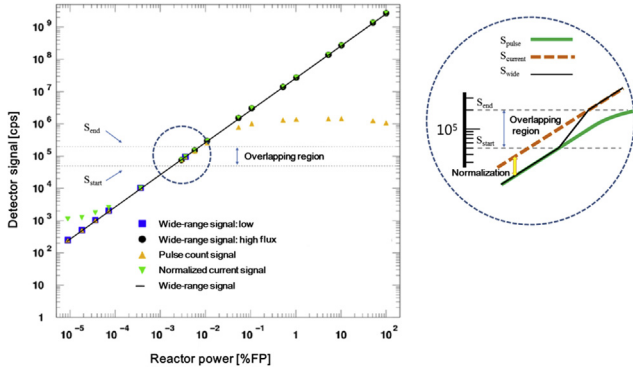 Detector signal [cps]
10^9
10^8
10^7
10^6
10^5
10^4
10^3
10^2
10
1
S_end
S_start
Overlapping region
Wide-range signal: low
Wide-range signal: high flux
Pulse count signal
Normalized current signal
Wide-range signal
10^-5
10^-4
10^-3
10^-2
10^-1
1
10
10^2
Reactor power [%FP]
S_pulse
S_current
S_wide
S_end
Overlapping
region
10^5
S_start
Normalization